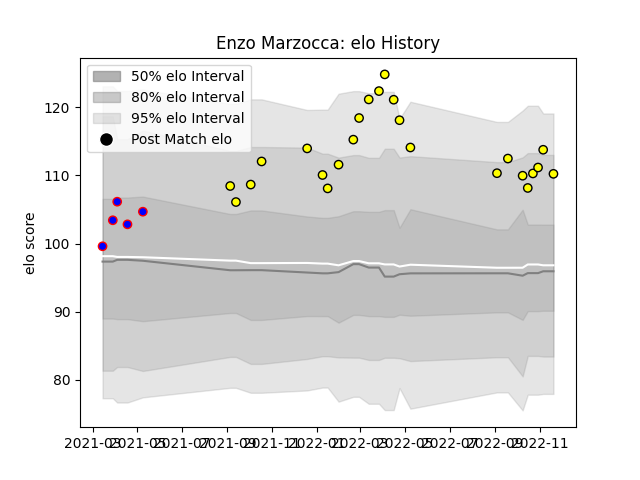 Enzo Marzocca: elo History
50% elo Interval
80% elo Interval
95% elo Interval
Post Match elo
elo score
120
110
100
90
80
2021-03 2021-05 2021-07 2021-09 2021-11 2022-01 2022-03 2022-05 2022-07 2022-09 2022-11